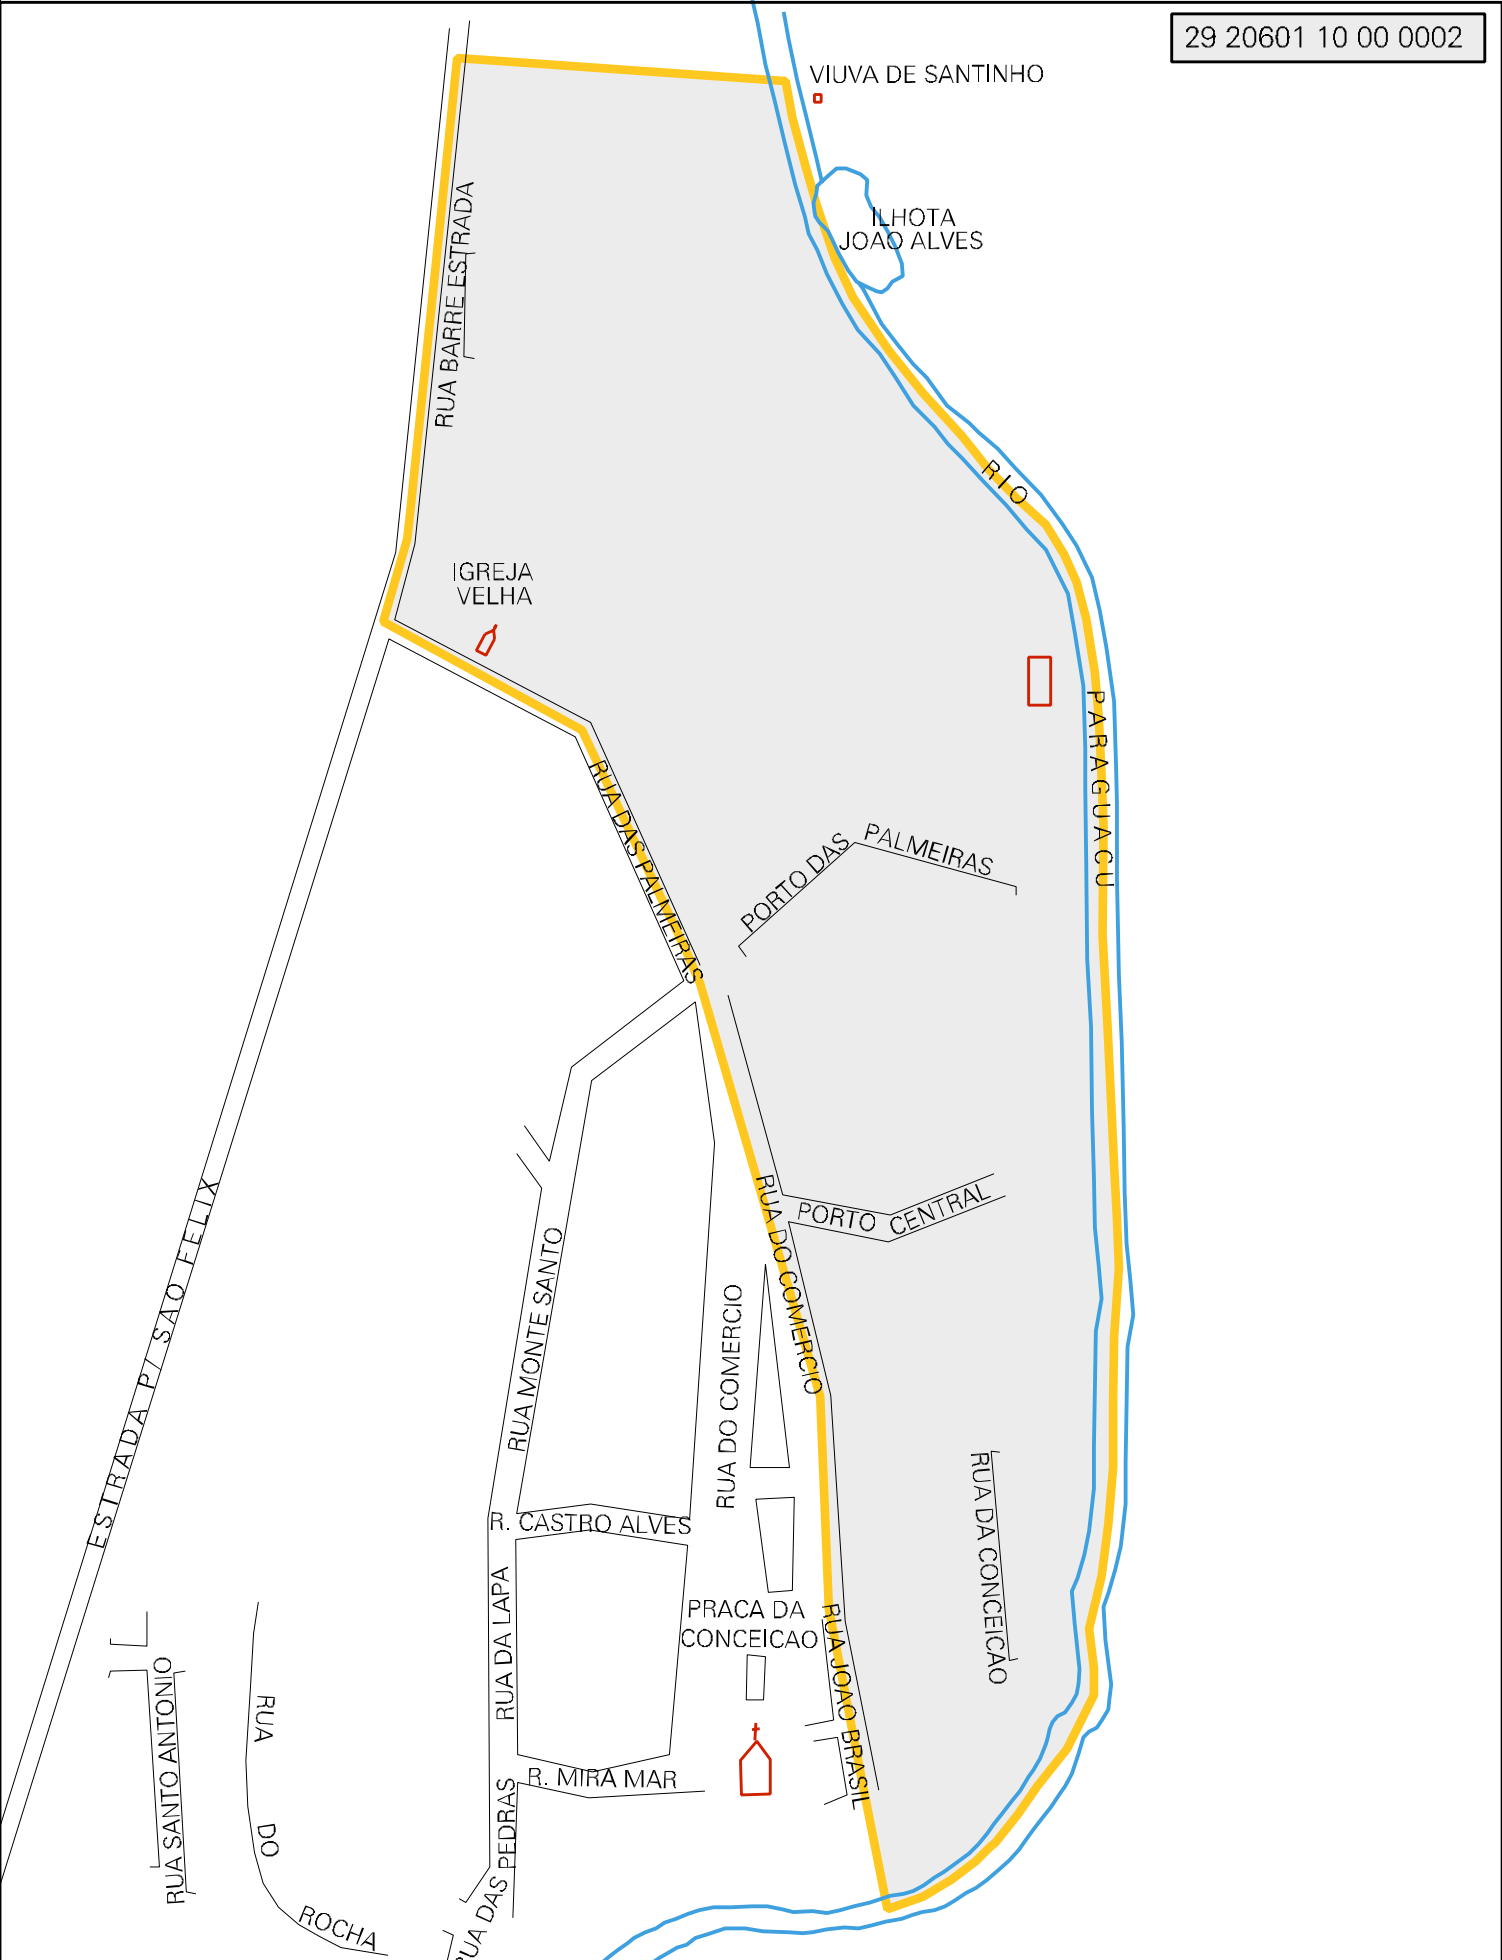 29 20601 10 00 0002
VIUVA DE SANTINHO
ILHOTA
JOAO ALVES
RUA BARRE ESTRADA
RIO
IGREJA
VELHA
PARAGUACU
RUA DAS PALMEIRAS
PORTO DAS PALMEIRAS
RUA DO COMERCIO
PORTO CENTRAL
ESTRADA P/ SAO FELIX
RUA MONTE SANTO
RUA DO COMERCIO
RUA DA CONCEICAO
R. CASTRO ALVES
RUA DA LAPA
PRACA DA
CONCEICAO
RUA JOAO BRASIL
RUA SANTO ANTONIO
RUA DO ROCHA
R. MIRA MAR
RUA DAS PEDRAS